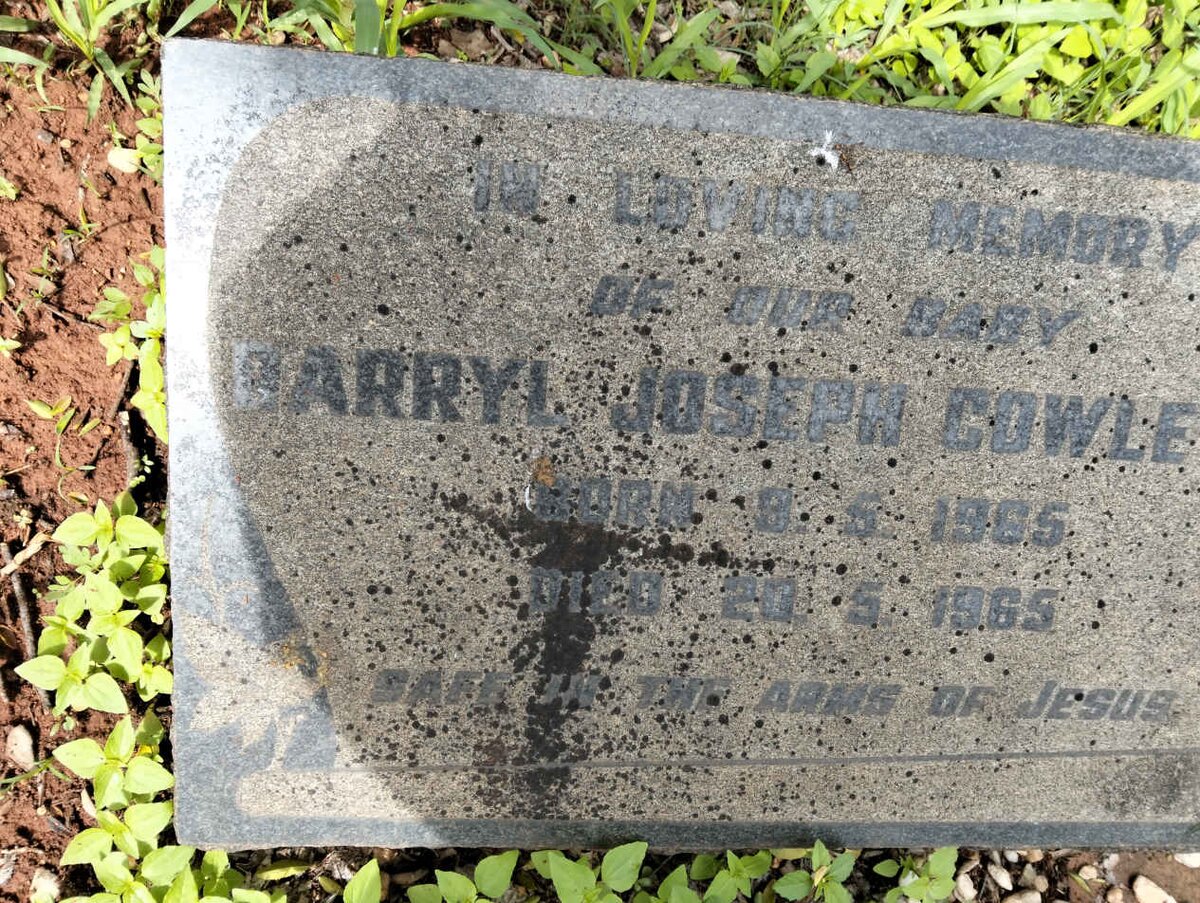 IN LOVING MEMORY
OF OUR BABY
DARRYL JOSEPH COWLE
BORN 9. 5. 1965
DIED 20. 5. 1965
SAFE IN THE ARMS OF JESUS